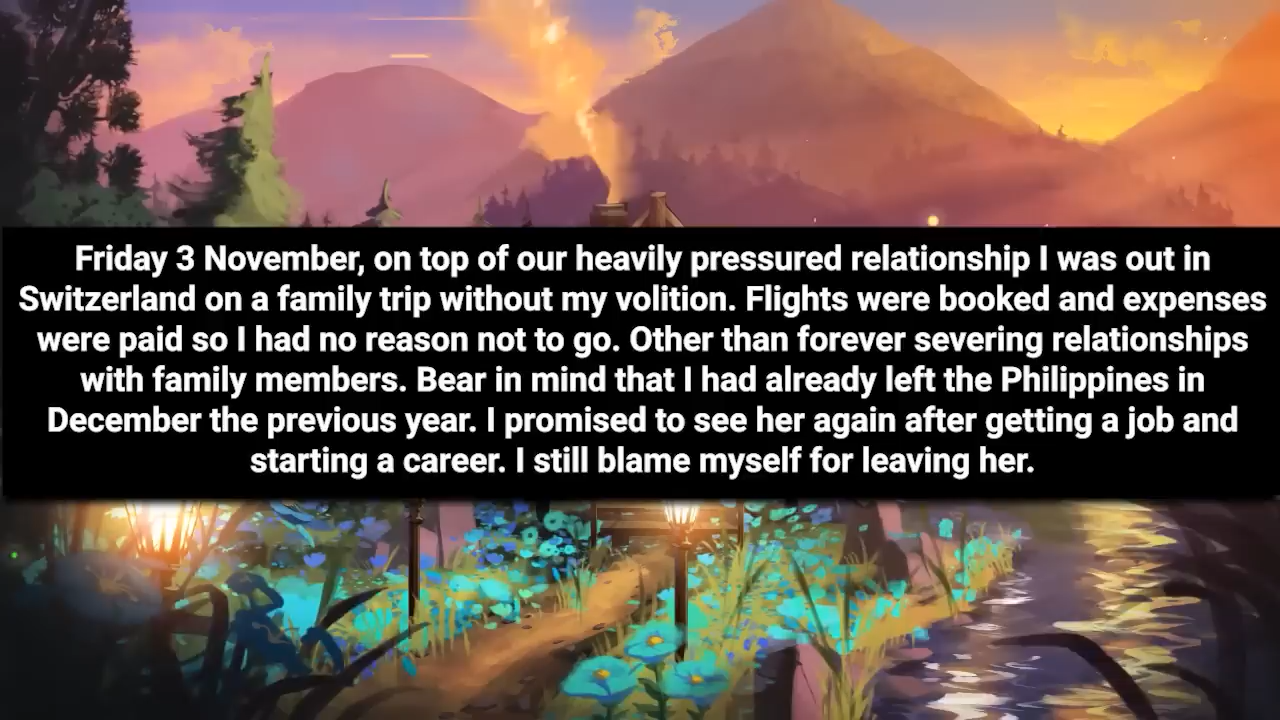 Friday 3 November, on top of our heavily pressured relationship I was out in
Switzerland on a family trip without my volition. Flights were booked and expenses
were paid so I had no reason not to go. Other than forever severing relationships
with family members. Bear in mind that I had already left the Philippines in
December the previous year. I promised to see her again after getting a job and
starting a career. I still blame myself for leaving her.